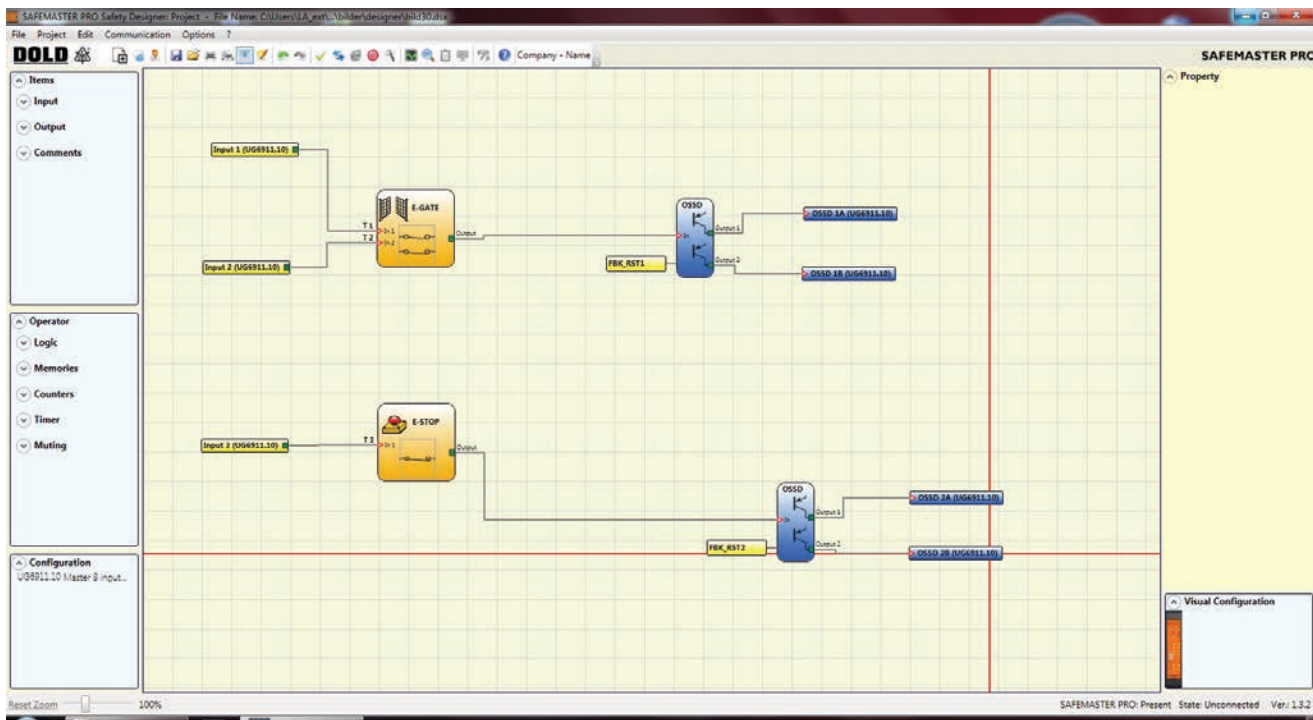 SAFEMASTER PRO Safety Designer: Project - File Name: C:\Users\LA_ext\...\bilder\designer\bild30.dsx
File Project Edit Communication Options ?
DOLD Company - Name SAFEMASTER PRO
Items
Input
Output
Comments
Operator
Logic
Memories
Counters
Timer
Muting
Configuration
UG6911.10 Master 8 input...
Input 1 (UG6911.10)
E-GATE
T1 In 1
T2 In 2
Output
Input 2 (UG6911.10)
OSSD
In
Output 1
Output 2
FBK_RST1
OSSD 1A (UG6911.10)
OSSD 1B (UG6911.10)
Input 3 (UG6911.10)
E-STOP
T3 In 1
Output
OSSD
In
Output 1
Output 2
FBK_RST2
OSSD 2A (UG6911.10)
OSSD 2B (UG6911.10)
Property
Visual Configuration
Reset Zoom 100% SAFEMASTER PRO: Present State: Unconnected Ver.: 1.3.2